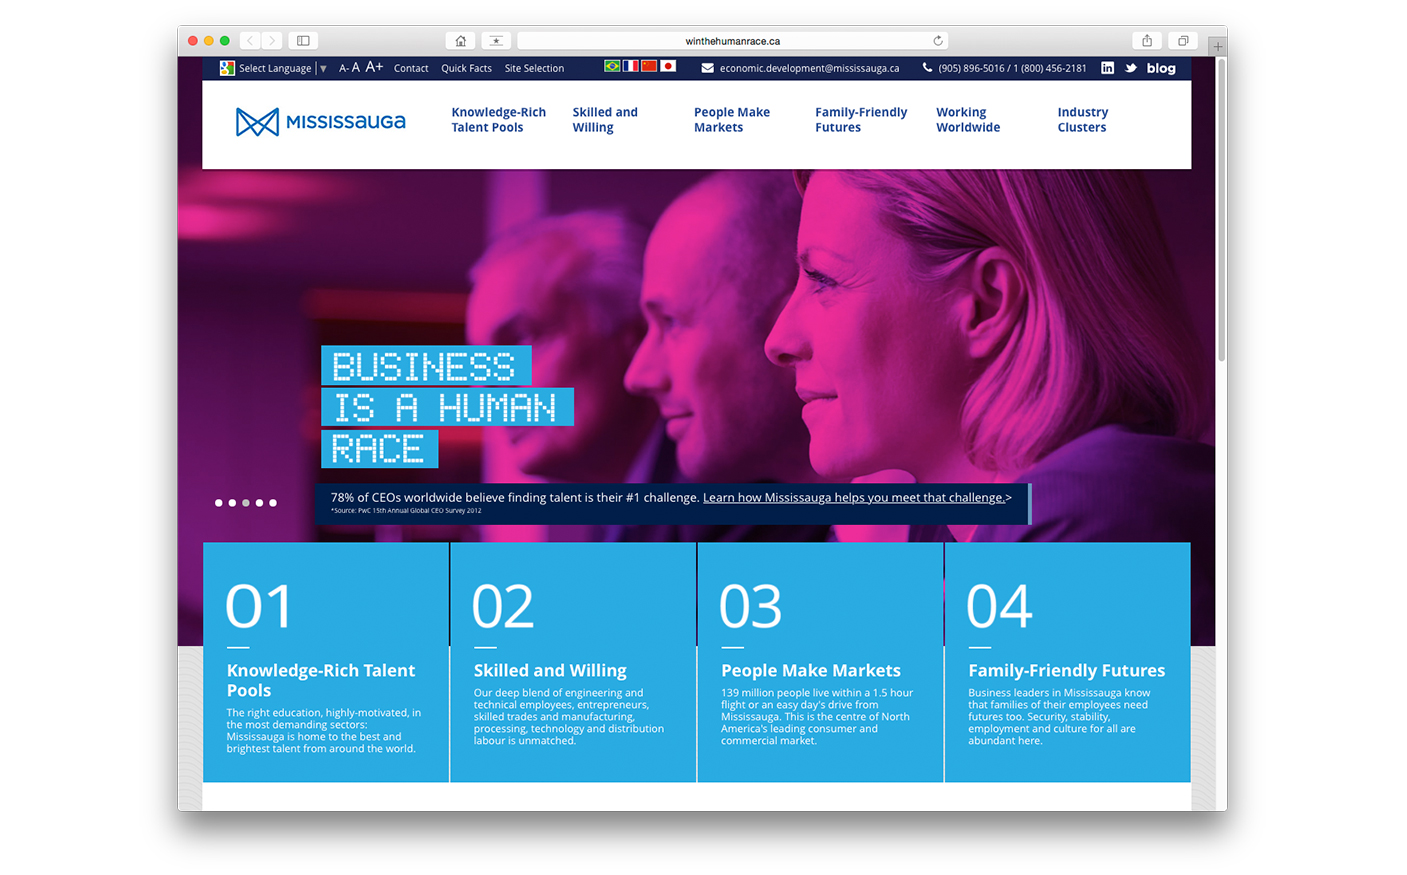 winthehumanrace.ca
Select Language
A- A A+
Contact
Quick Facts
Site Selection
economic.development@mississauga.ca
(905) 896-5016 / 1 (800) 456-2181
in
blog
MISSISSAUGA
Knowledge-Rich
Talent Pools
Skilled and
Willing
People Make
Markets
Family-Friendly
Futures
Working
Worldwide
Industry
Clusters
BUSINESS
IS A HUMAN
RACE
78% of CEOs worldwide believe finding talent is their #1 challenge. Learn how Mississauga helps you meet that challenge.>
*Source: PwC 15th Annual Global CEO Survey 2012
01
Knowledge-Rich Talent
Pools
The right education, highly-motivated, in
the most demanding sectors:
Mississauga is home to the best and
brightest talent from around the world.
02
Skilled and Willing
Our deep blend of engineering and
technical employees, entrepreneurs,
skilled trades and manufacturing,
processing, technology and distribution
labour is unmatched.
03
People Make Markets
139 million people live within a 1.5 hour
flight or an easy day's drive from
Mississauga. This is the centre of North
America's leading consumer and
commercial market.
04
Family-Friendly Futures
Business leaders in Mississauga know
that families of their employees need
futures too. Security, stability,
employment and culture for all are
abundant here.